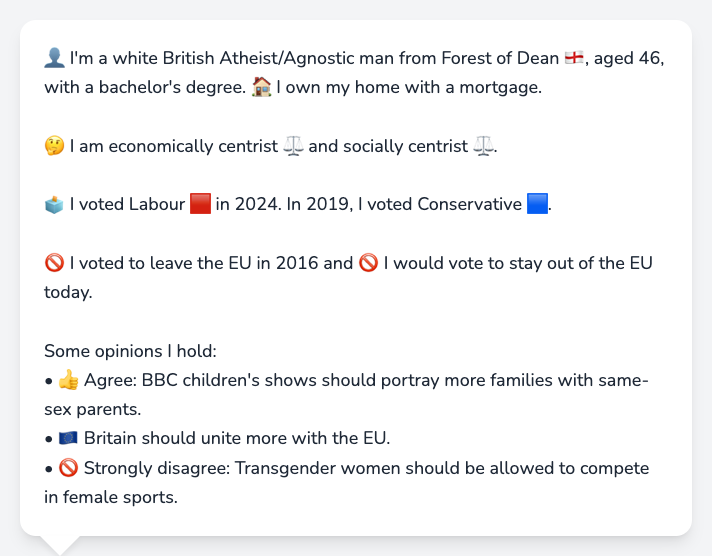 👤 I'm a white British Atheist/Agnostic man from Forest of Dean 🏴󠁧󠁢󠁥󠁮󠁧󠁿, aged 46,
with a bachelor's degree. 🏠 I own my home with a mortgage.
🤔 I am economically centrist ⚖️ and socially centrist ⚖️.
🗳️ I voted Labour 🟥 in 2024. In 2019, I voted Conservative 🟦.
🚫 I voted to leave the EU in 2016 and 🚫 I would vote to stay out of the EU
today.
Some opinions I hold:
• 👍 Agree: BBC children's shows should portray more families with same-
sex parents.
• 🇪🇺 Britain should unite more with the EU.
• 🚫 Strongly disagree: Transgender women should be allowed to compete
in female sports.